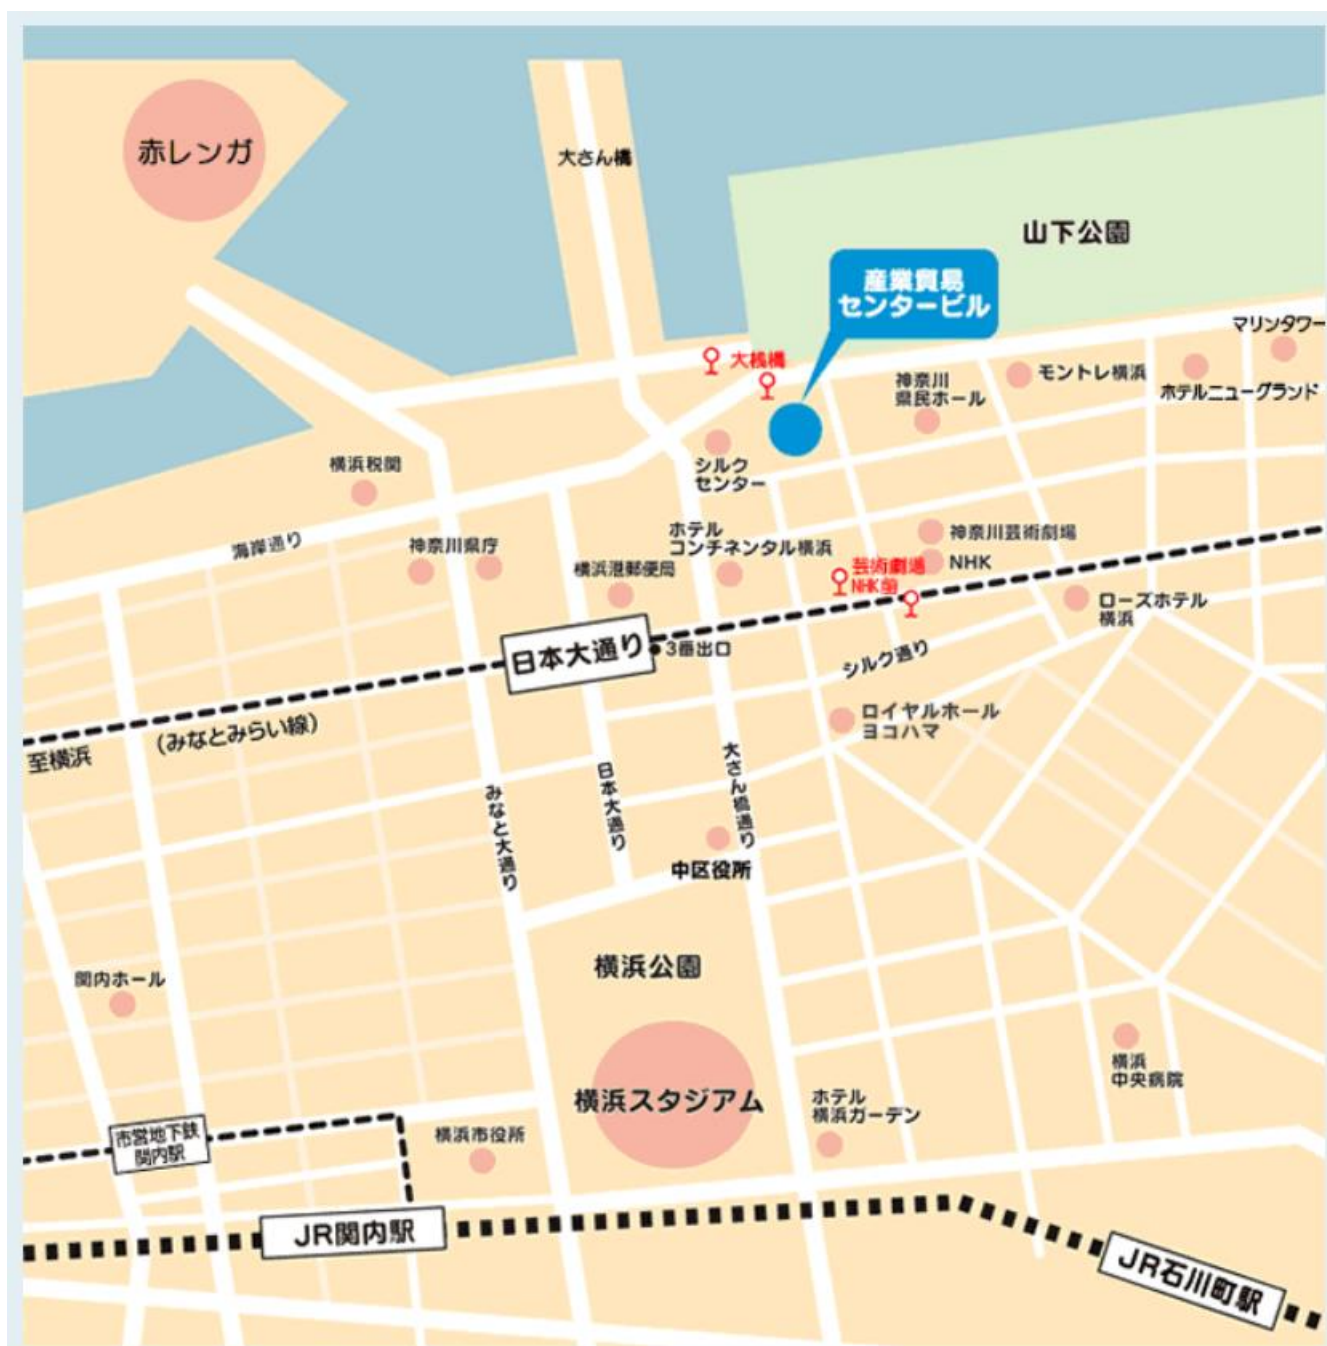 赤レンガ
大さん橋
山下公園
産業貿易
センタービル
マリンタワー
大桟橋
神奈川
県民ホール
モントレ横浜
ホテルニューグランド
横浜税関
シルク
センター
海岸通り
神奈川県庁
ホテル
コンチネンタル横浜
神奈川芸術劇場
横浜港郵便局
芸術劇場
NHK前
NHK
ローズホテル
横浜
日本大通り
3番出口
シルク通り
(みなとみらい線)
至横浜
ロイヤルホール
ヨコハマ
みなと大通り
日本大通り
大さん橋通り
中区役所
横浜公園
関内ホール
横浜スタジアム
横浜
中央病院
ホテル
横浜ガーデン
市営地下鉄
関内駅
横浜市役所
JR関内駅
JR石川町駅